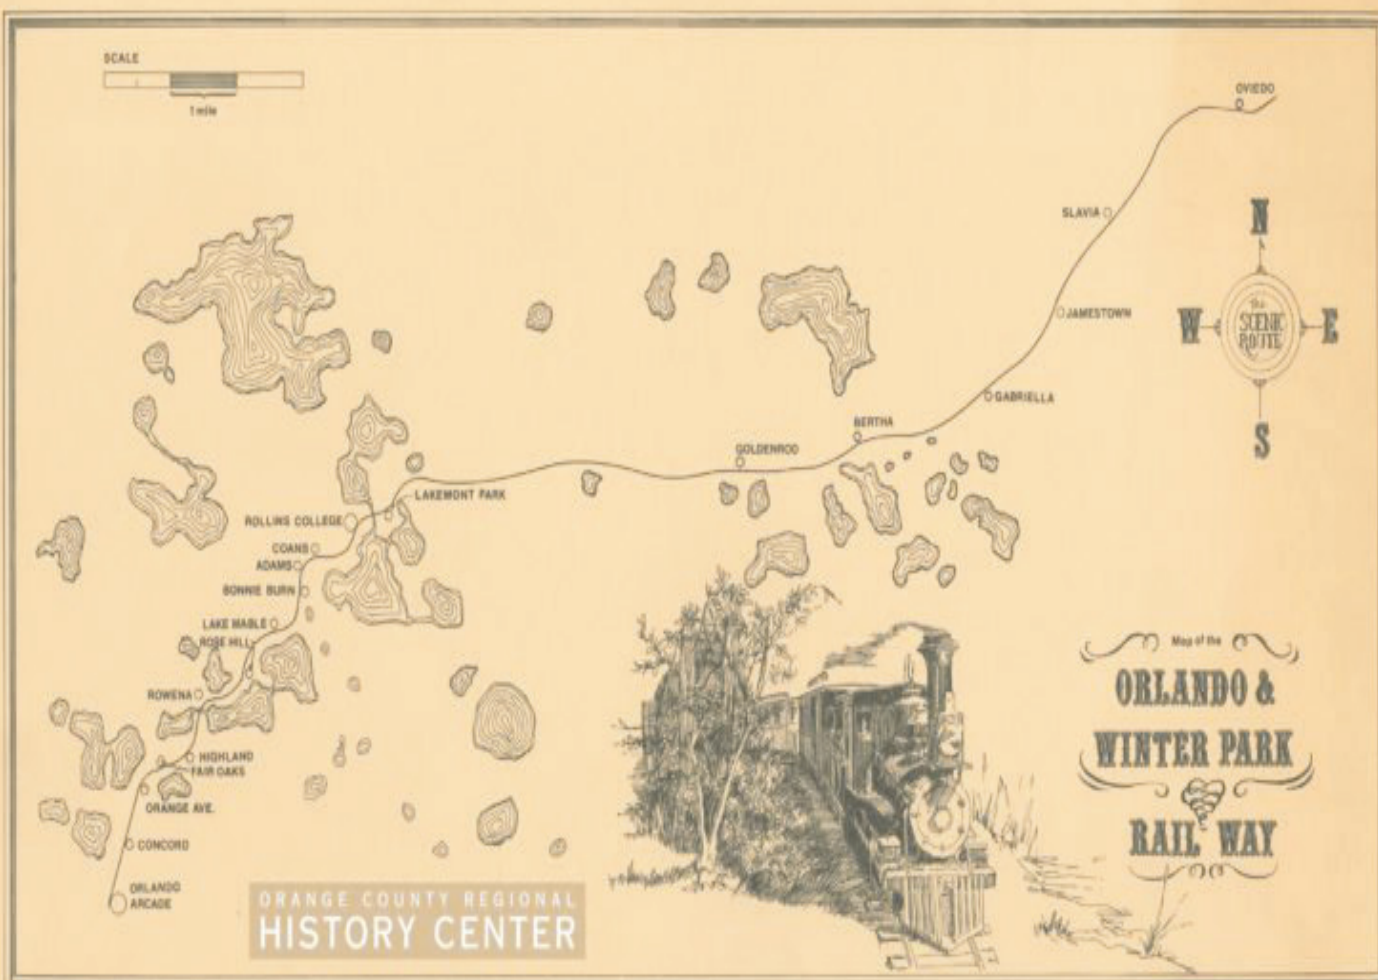 SCALE
1 mile
OVIEDO
SLAVIA
N
JAMESTOWN
W
The
SCENIC
ROUTE
E
GABRIELLA
S
BERTHA
GOLDENROD
LAKEMONT PARK
ROLLINS COLLEGE
COANS
ADAMS
BONNIE BURN
LAKE MABLE
ROSE HILL
ROWENA
HIGHLAND
FAIR OAKS
ORANGE AVE.
CONCORD
ORLANDO
ARCADE
Map of the
ORLANDO &
WINTER PARK
RAIL WAY
ORANGE COUNTY REGIONAL
HISTORY CENTER